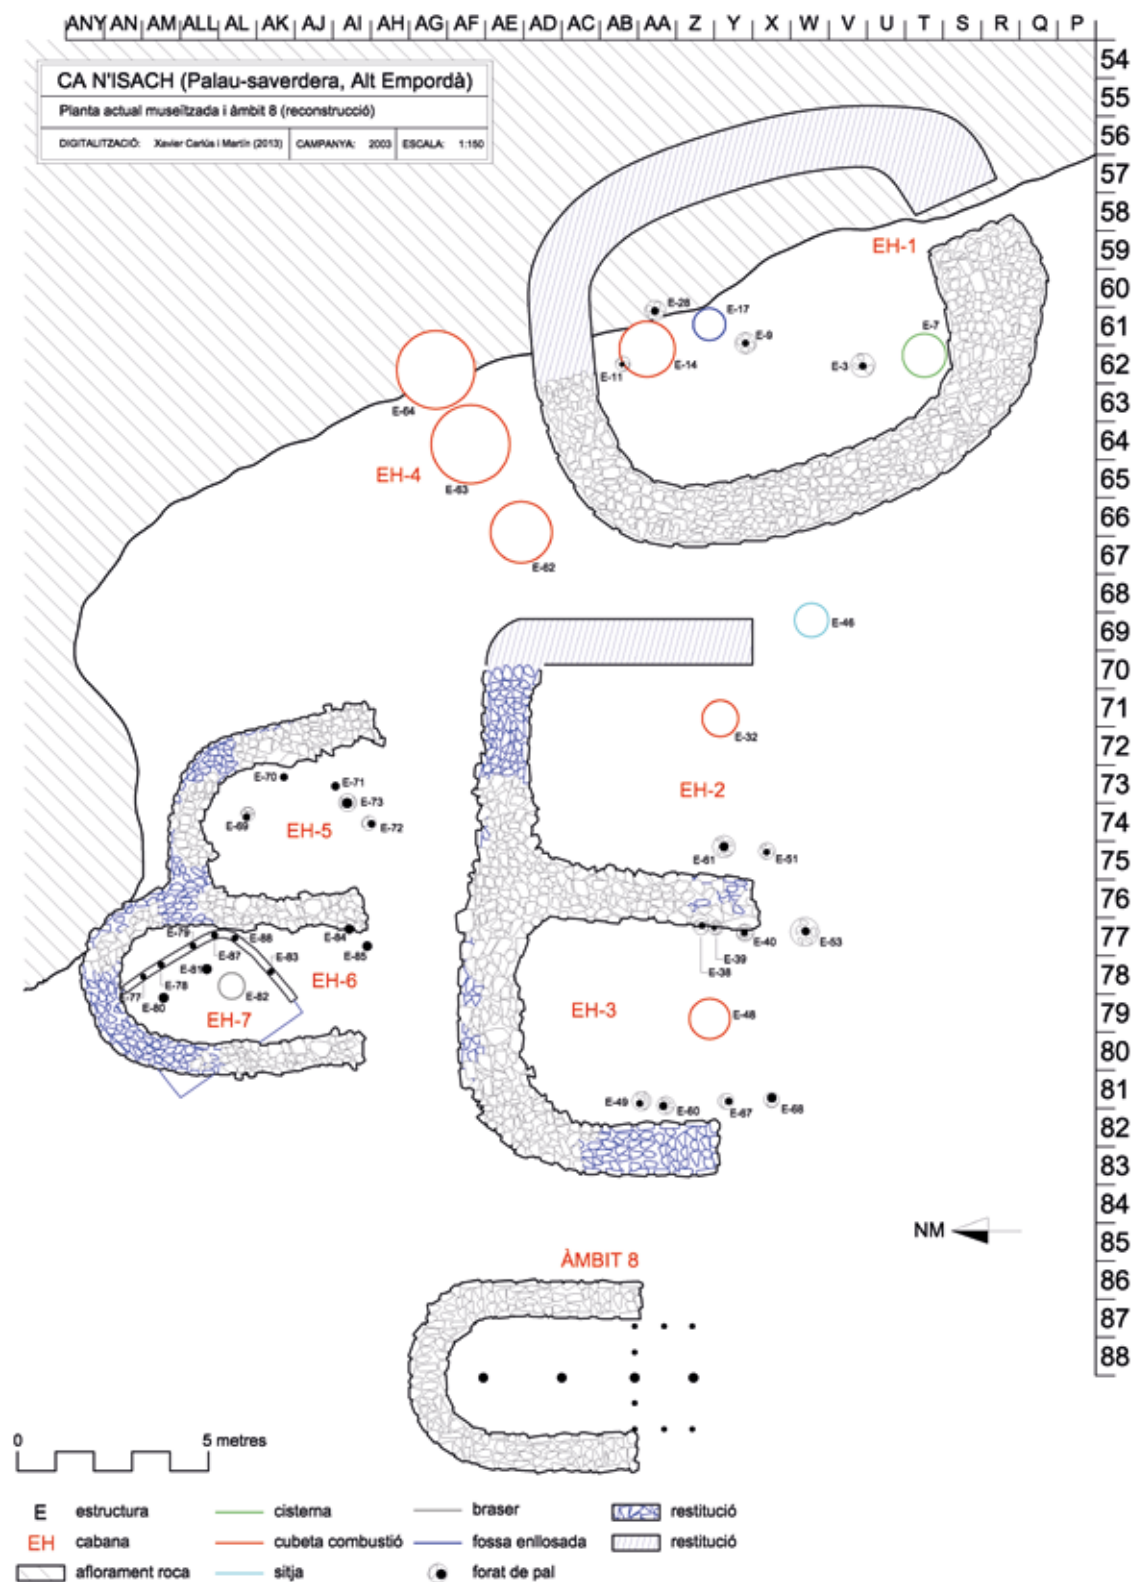 ANY AN AM ALL AL AK AJ AI AH AG AF AE AD AC AB AA Z Y X W V U T S R Q P
54
CA N'ISACH (Palau-saverdera, Alt Empordà)
55
Planta actual museïtzada i àmbit 8 (reconstrucció)
56
DIGITALITZACIÓ: Xavier Carlús i Martín (2013) CAMPANYA: 2003 ESCALA: 1:150
57
58
EH-1
59
60
E-28 E-17
61
E-9 E-7
62
E-11 E-14 E-3
63
E-64
64
EH-4
65
E-63
66
67
E-62
68
69
E-46
70
71
E-32
72
73
E-70 E-71
EH-2
E-73
74
E-69 EH-5 E-72
75
E-61 E-51
76
77
E-79 E-84 E-88 E-40 E-53
E-87 E-85 E-39
E-81 E-83 E-38
78
E-77 E-78 E-82 EH-6
E-80
79
EH-7 EH-3 E-48
80
81
E-49 E-60 E-67 E-68
82
83
84
NM
85
ÀMBIT 8
86
87
88
0 5 metres
E estructura cisterna braser restitució
EH cabana cubeta combustió fossa enllosada restitució
aflorament roca sitja forat de pal